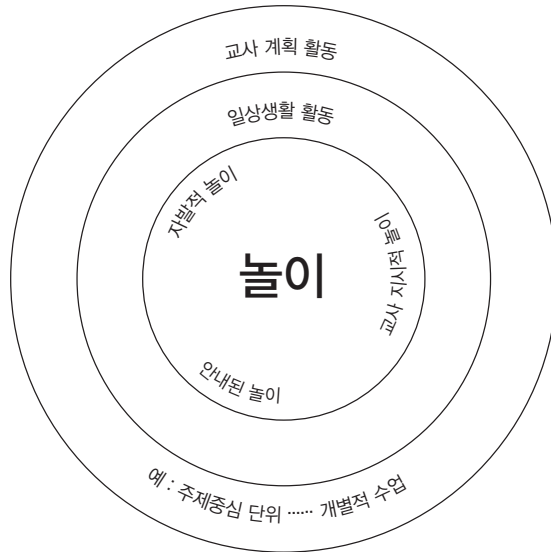 교사 계획 활동
일상생활 활동
자발적 놀이
교사 지시적 놀이
놀이
안내된 놀이
예 : 주제중심 단위 ······ 개별적 수업